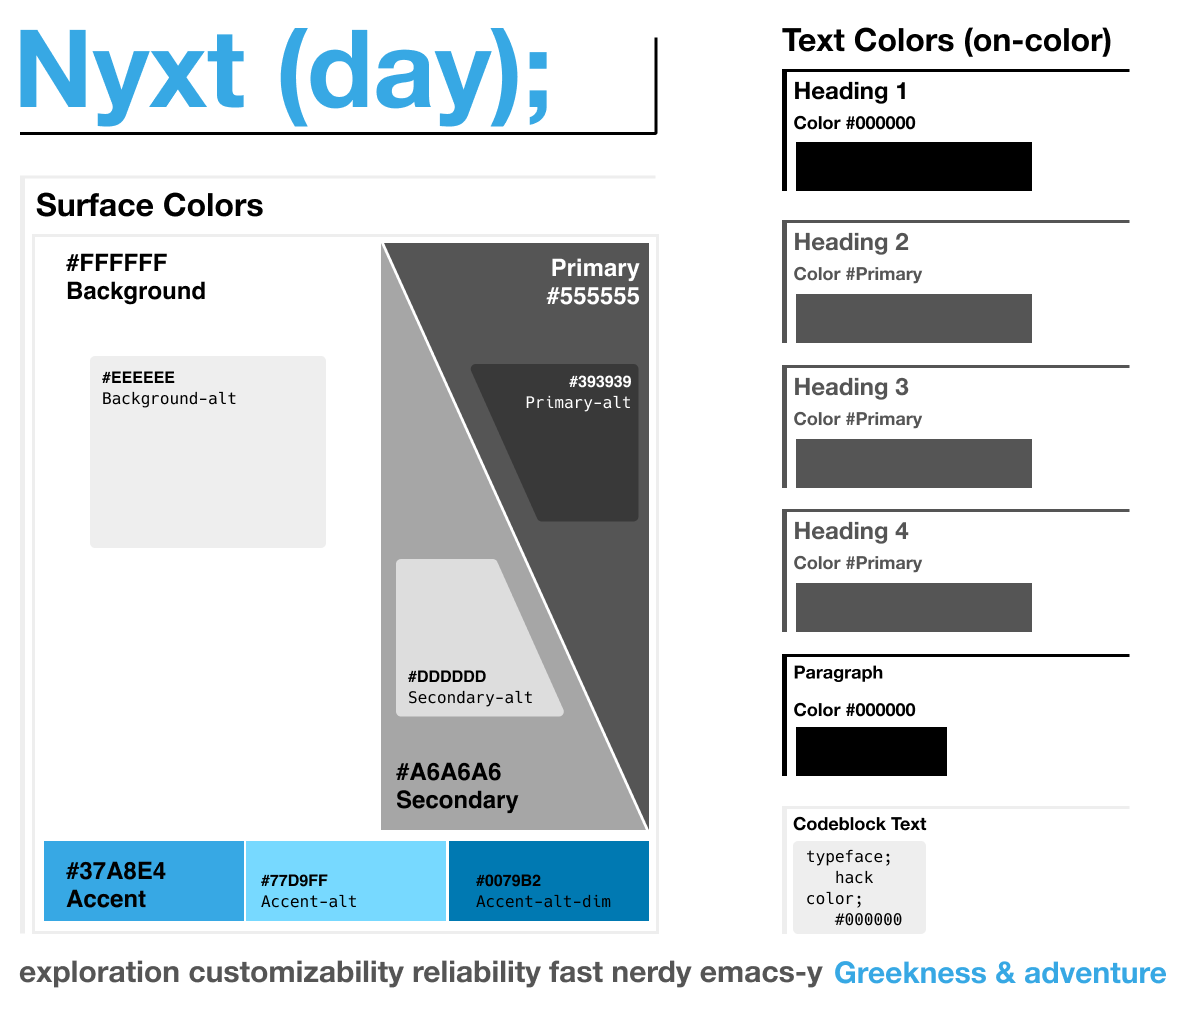 Nyxt (day);
Surface Colors
#FFFFFF
Background
#EEEEEE
Background-alt
Primary
#555555
#393939
Primary-alt
#DDDDDD
Secondary-alt
#A6A6A6
Secondary
#37A8E4
Accent
#77D9FF
Accent-alt
#0079B2
Accent-alt-dim
Text Colors (on-color)
Heading 1
Color #000000
Heading 2
Color #Primary
Heading 3
Color #Primary
Heading 4
Color #Primary
Paragraph
Color #000000
Codeblock Text
typeface;
hack
color;
#000000
exploration customizability reliability fast nerdy emacs-y Greekness & adventure